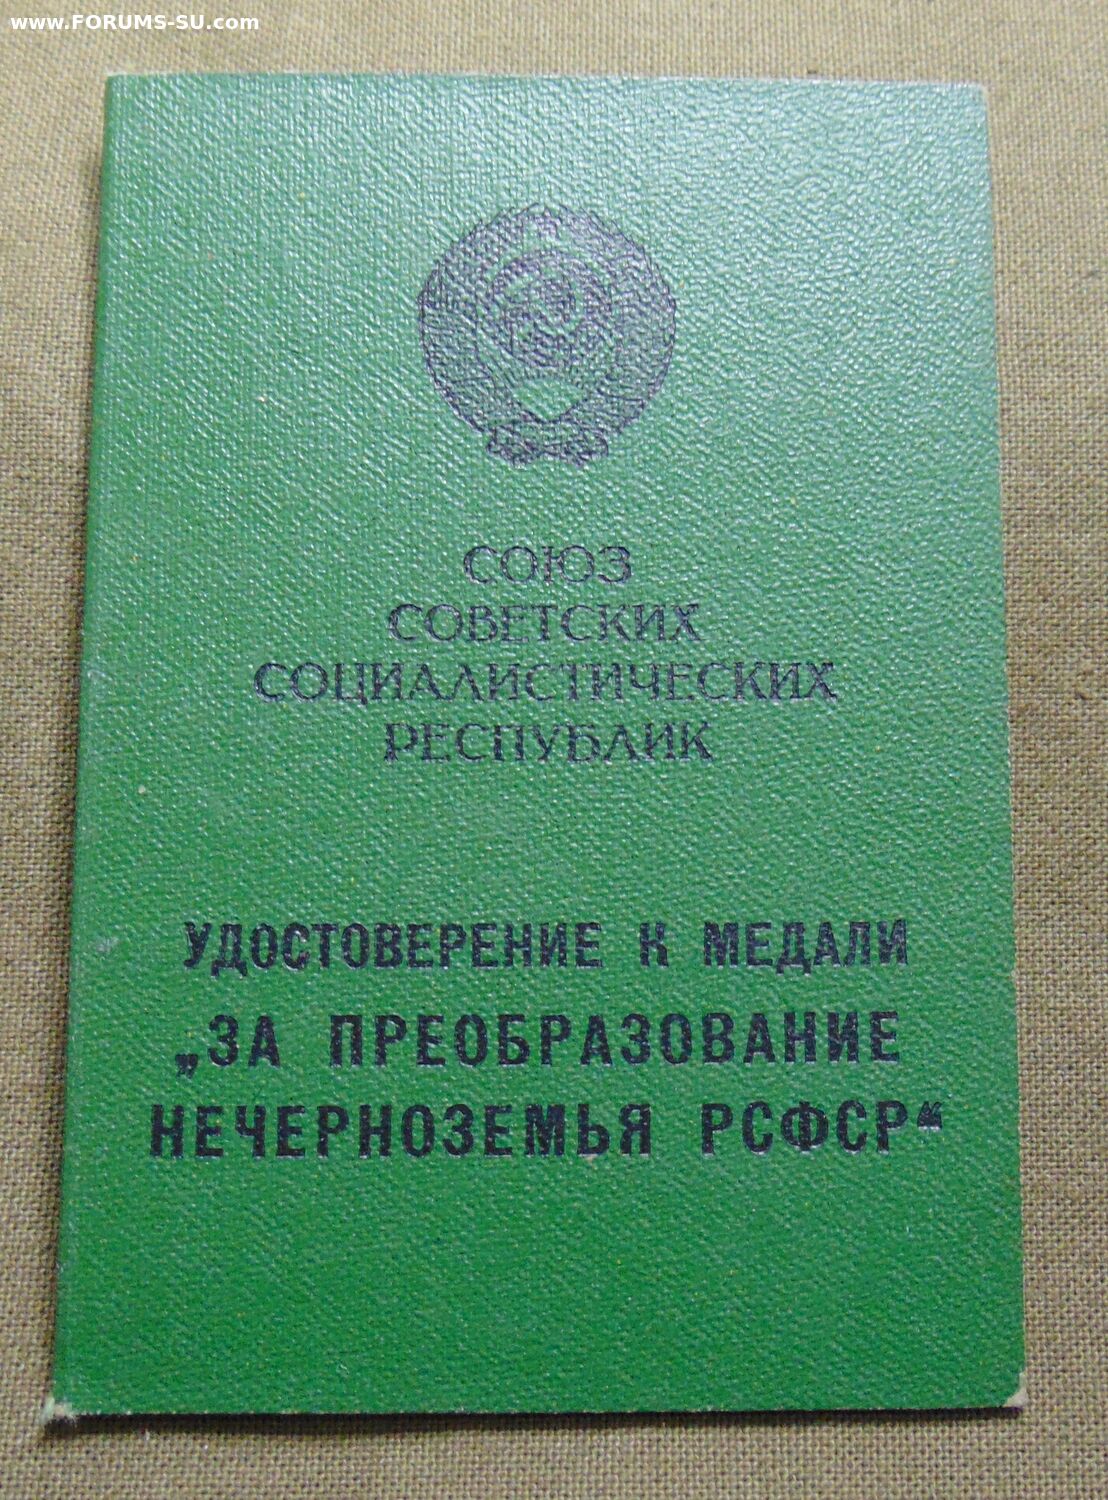 www.FORUMS-SU.com
СОЮЗ
СОВЕТСКИХ
СОЦИАЛИСТИЧЕСКИХ
РЕСПУБЛИК
УДОСТОВЕРЕНИЕ К МЕДАЛИ
„ЗА ПРЕОБРАЗОВАНИЕ
НЕЧЕРНОЗЕМЬЯ РСФСР“